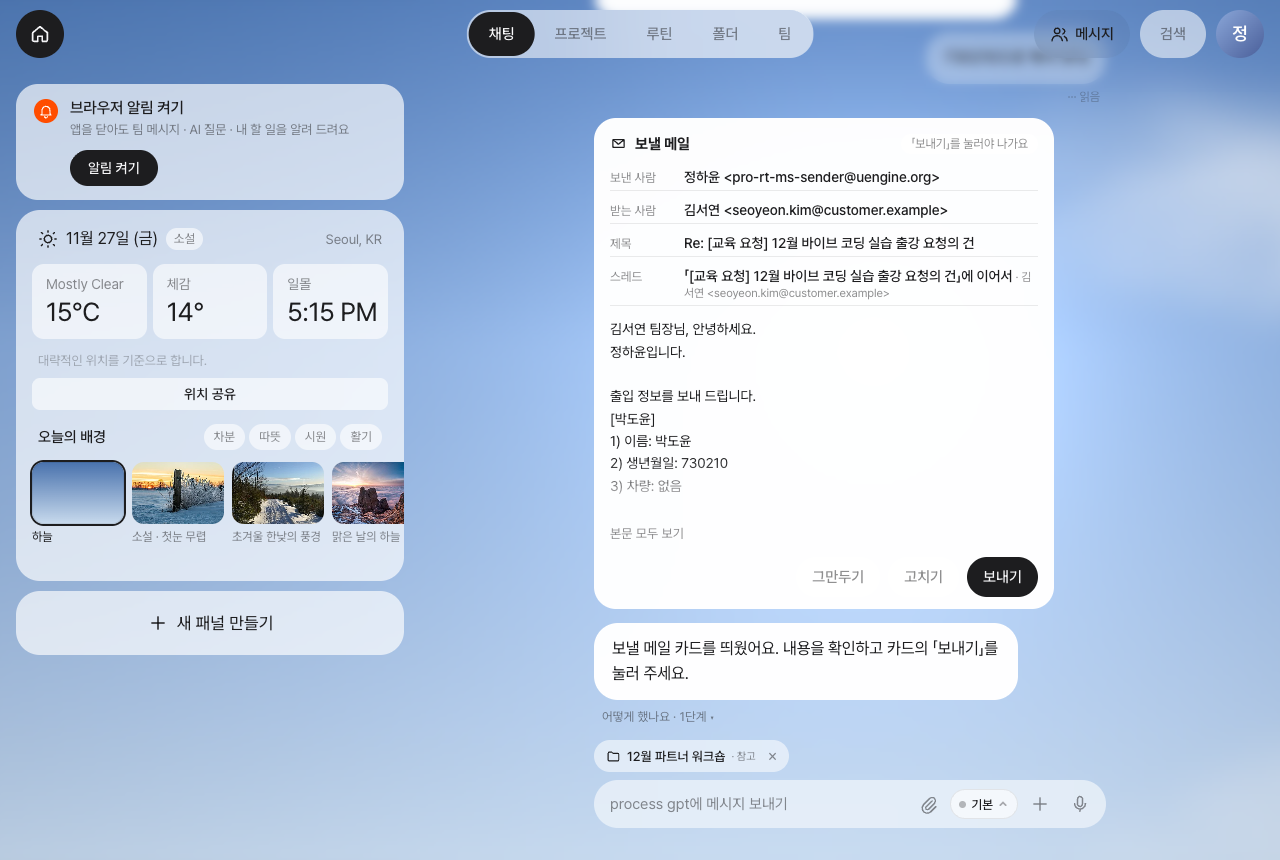 채팅
프로젝트
루틴
폴더
팀
메시지
검색
정
브라우저 알림 켜기
앱을 닫아도 팀 메시지 · AI 질문 · 내 할 일을 알려 드려요
알림 켜기
11월 27일 (금)
소설
Seoul, KR
Mostly Clear
15°C
체감
14°
일몰
5:15 PM
대략적인 위치를 기준으로 합니다.
위치 공유
오늘의 배경
차분
따뜻
시원
활기
하늘
소설 · 첫눈 무렵
초겨울 한낮의 풍경
맑은 날의 하늘
새 패널 만들기
읽음
보낼 메일
「보내기」를 눌러야 나가요
보낸 사람
정하윤 <pro-rt-ms-sender@uengine.org>
받는 사람
김서연 <seoyeon.kim@customer.example>
제목
Re: [교육 요청] 12월 바이브 코딩 실습 출강 요청의 건
스레드
「[교육 요청] 12월 바이브 코딩 실습 출강 요청의 건」에 이어서 · 김
서연 <seoyeon.kim@customer.example>
김서연 팀장님, 안녕하세요.
정하윤입니다.
출입 정보를 보내 드립니다.
[박도윤]
1) 이름: 박도윤
2) 생년월일: 730210
3) 차량: 없음
본문 모두 보기
그만두기
고치기
보내기
보낼 메일 카드를 띄웠어요. 내용을 확인하고 카드의 「보내기」를
눌러 주세요.
어떻게 했나요 · 1단계
12월 파트너 워크숍 · 참고
process gpt에 메시지 보내기
기본